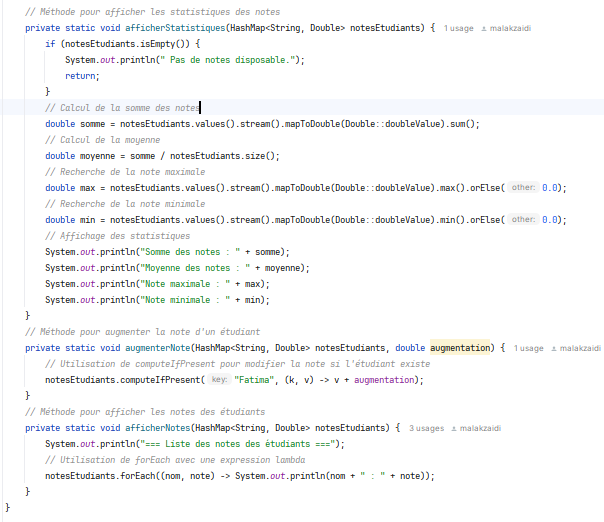 // Méthode pour afficher les statistiques des notes
private static void afficherStatistiques(HashMap<String, Double> notesEtudiants) { 1 usage malakzaidi
if (notesEtudiants.isEmpty()) {
System.out.println(" Pas de notes disposable.");
return;
}
// Calcul de la somme des notes
double somme = notesEtudiants.values().stream().mapToDouble(Double::doubleValue).sum();
// Calcul de la moyenne
double moyenne = somme / notesEtudiants.size();
// Recherche de la note maximale
double max = notesEtudiants.values().stream().mapToDouble(Double::doubleValue).max().orElse( other: 0.0);
// Recherche de la note minimale
double min = notesEtudiants.values().stream().mapToDouble(Double::doubleValue).min().orElse( other: 0.0);
// Affichage des statistiques
System.out.println("Somme des notes : " + somme);
System.out.println("Moyenne des notes : " + moyenne);
System.out.println("Note maximale : " + max);
System.out.println("Note minimale : " + min);
}
// Méthode pour augmenter la note d'un étudiant
private static void augmenterNote(HashMap<String, Double> notesEtudiants, double augmentation) { 1 usage malakzaidi
// Utilisation de computeIfPresent pour modifier la note si l'étudiant existe
notesEtudiants.computeIfPresent( key: "Fatima", (k, v) -> v + augmentation);
}
// Méthode pour afficher les notes des étudiants
private static void afficherNotes(HashMap<String, Double> notesEtudiants) { 3 usages malakzaidi
System.out.println("=== Liste des notes des étudiants ===");
// Utilisation de forEach avec une expression lambda
notesEtudiants.forEach((nom, note) -> System.out.println(nom + " : " + note));
}
}